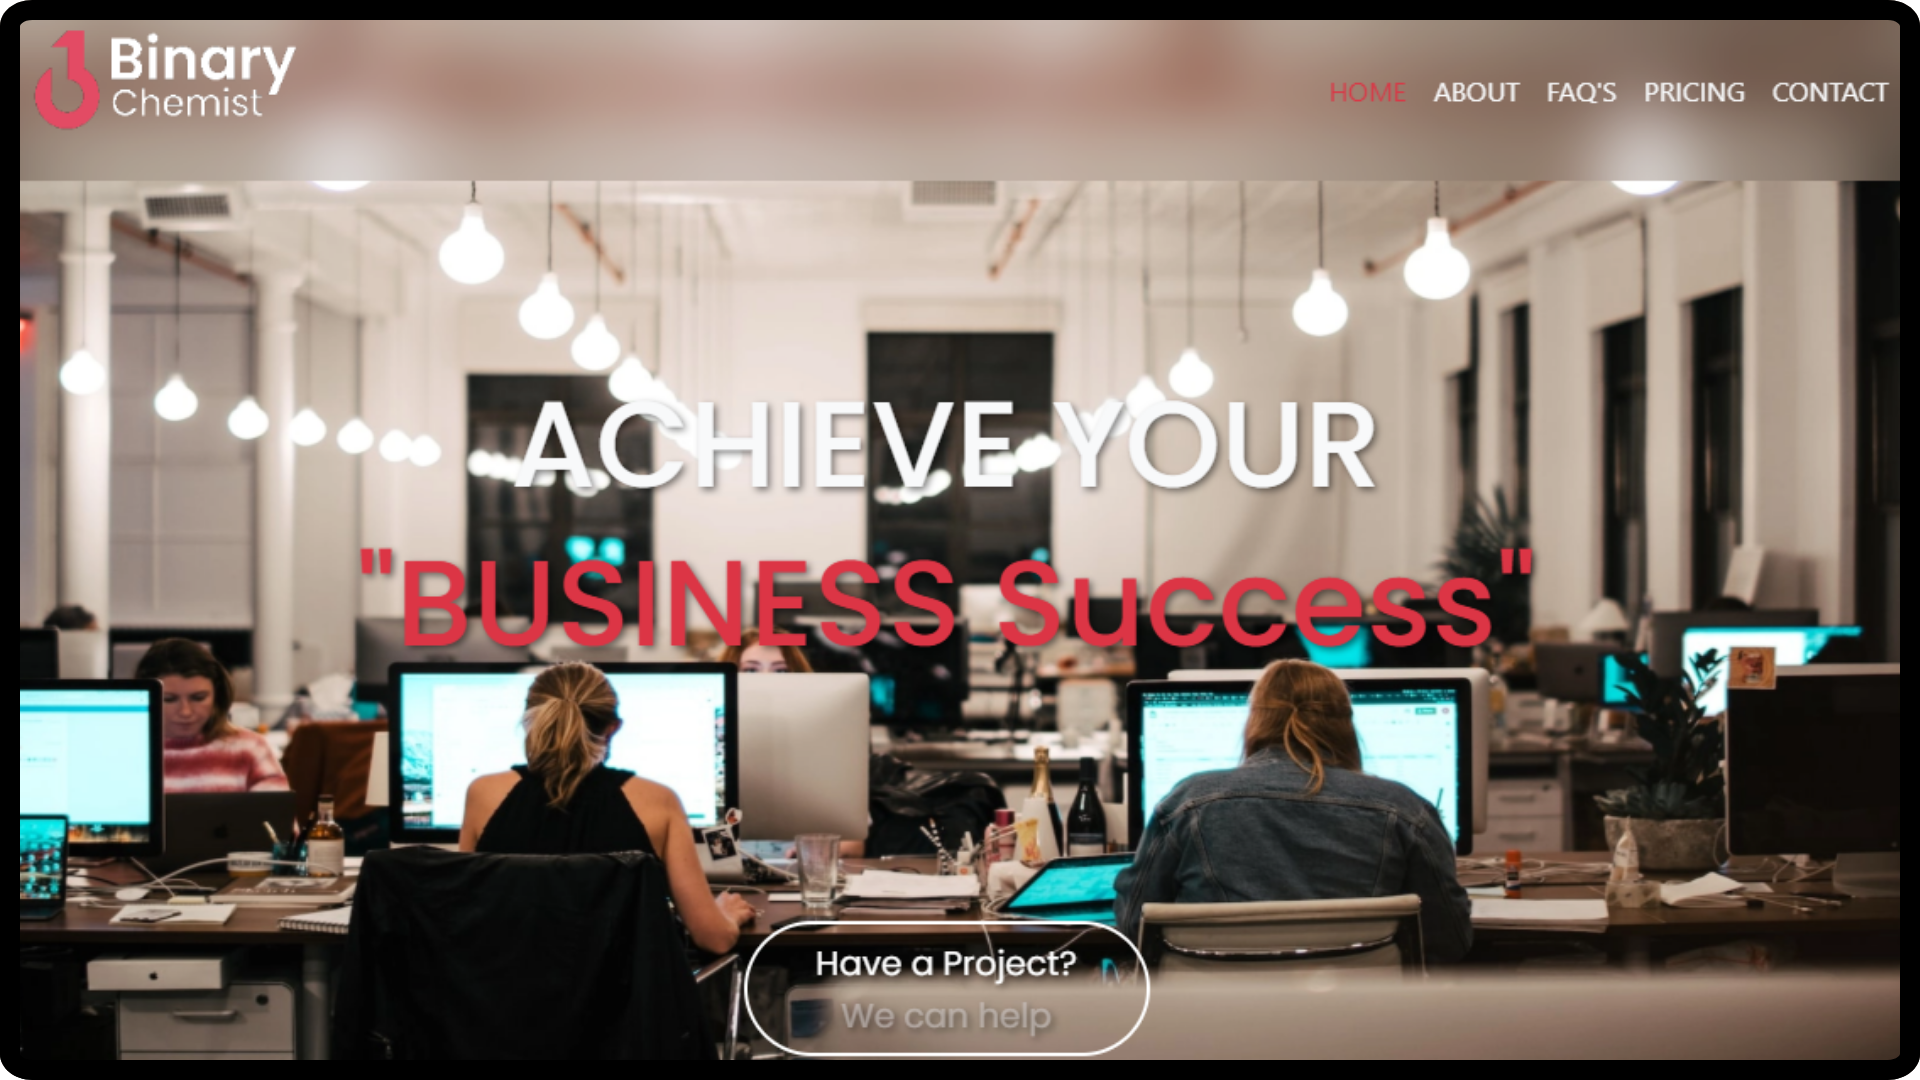 Binary
Chemist
HOME ABOUT FAQ'S PRICING CONTACT
ACHIEVE YOUR
"BUSINESS Success"
Have a Project?
We can help